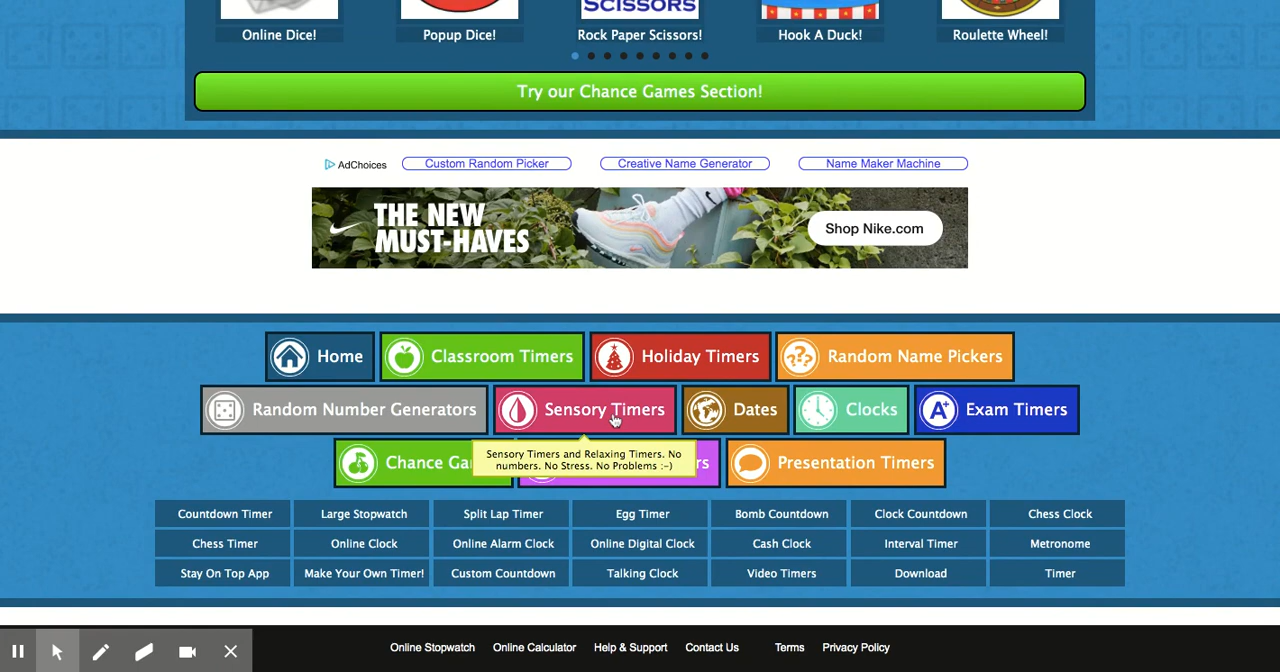 SCISSORS
Online Dice!
Popup Dice!
Rock Paper Scissors!
Hook A Duck!
Roulette Wheel!
Try our Chance Games Section!
AdChoices
Custom Random Picker
Creative Name Generator
Name Maker Machine
THE NEW
MUST-HAVES
Shop Nike.com
Home
Classroom Timers
Holiday Timers
Random Name Pickers
Random Number Generators
Sensory Timers
Dates
Clocks
A+
Exam Timers
Sensory Timers and Relaxing Timers. No
numbers. No Stress. No Problems :-)
Chance Ga
rs
Presentation Timers
Countdown Timer
Large Stopwatch
Split Lap Timer
Egg Timer
Bomb Countdown
Clock Countdown
Chess Clock
Chess Timer
Online Clock
Online Alarm Clock
Online Digital Clock
Cash Clock
Interval Timer
Metronome
Stay On Top App
Make Your Own Timer!
Custom Countdown
Talking Clock
Video Timers
Download
Timer
Online Stopwatch
Online Calculator
Help & Support
Contact Us
Terms
Privacy Policy